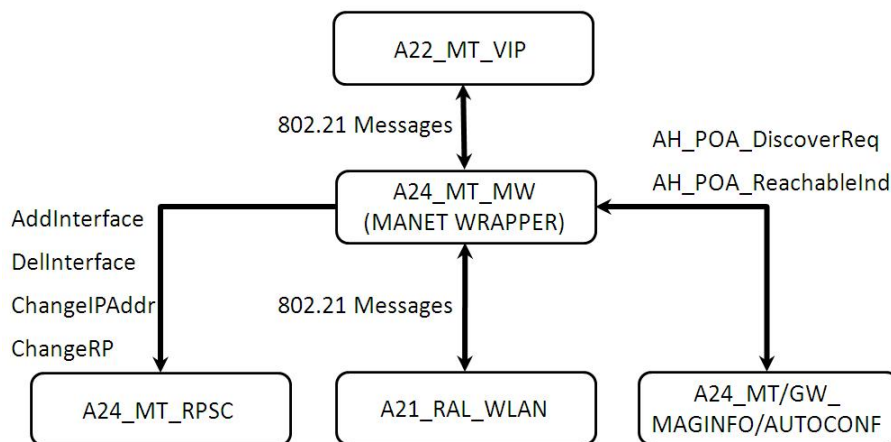 A22_MT_VIP
802.21 Messages
AH_POA_DiscoverReq
AH_POA_ReachableInd
A24_MT_MW
(MANET WRAPPER)
AddInterface
DelInterface
ChangeIPAddr
ChangeRP
802.21 Messages
A24_MT_RPSC
A21_RAL_WLAN
A24_MT/GW_
MAGINFO/AUTOCONF